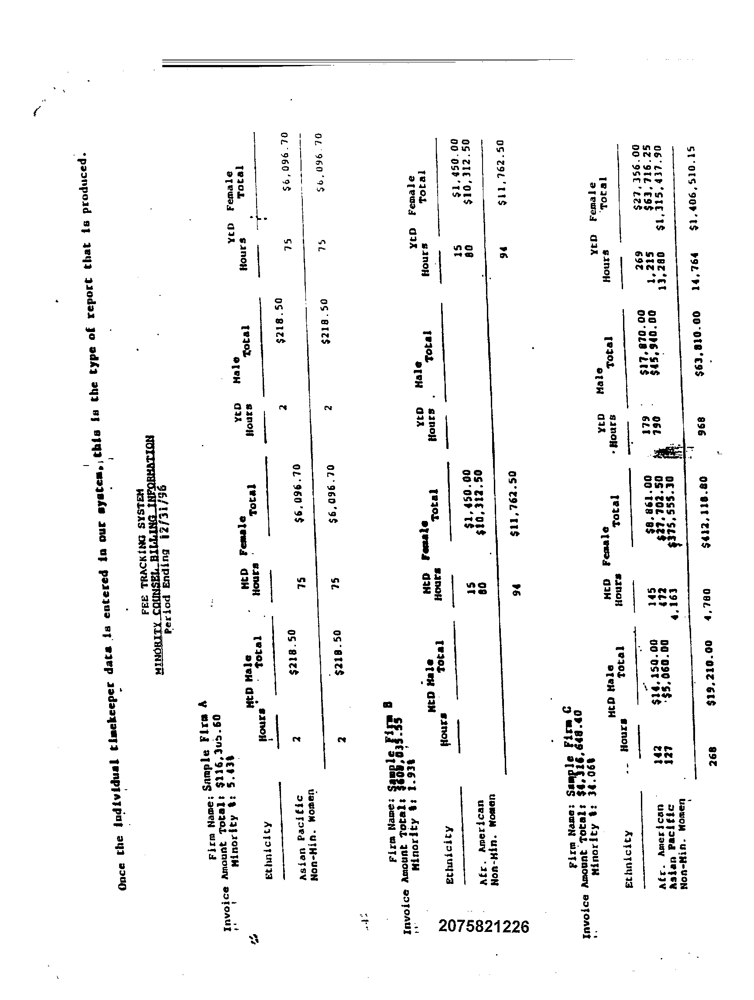 Once the individual timekeeper data is entered in our system, this is the type of report that is produced.
FEE TRACKING SYSTEM
MINORITY COUNSEL BILLING INFORMATION
Period Ending 12/31/96
Firm Name: Sample Firm A
Invoice Amount Total: $116,305.60
Minority %: 5.43%
Ethnicity Hours MtD Male Total MtD Hours Female Total YtD Hours Male Total YtD Hours Female Total
Asian Pacific 2 $218.50 2 $218.50
Non-Min. Women 75 $6,096.70 75 $6,096.70
2 $218.50 75 $6,096.70 2 $218.50 75 $6,096.70
Firm Name: Sample Firm B
Invoice Amount Total: $608,035.55
Minority %: 1.93%
Ethnicity Hours MtD Male Total MtD Hours Female Total YtD Hours Male Total YtD Hours Female Total
Afr. American 15 $1,450.00 15 $1,450.00
Non-Min. Women 80 $10,312.50 80 $10,312.50
94 $11,762.50 94 $11,762.50
Firm Name: Sample Firm C
Invoice Amount Total: $4,316,648.40
Minority %: 34.06%
Ethnicity Hours MtD Male Total MtD Hours Female Total YtD Hours Male Total YtD Hours Female Total
Afr. American 142 $14,150.00 145 $8,861.00 179 $17,870.00 269 $27,356.00
Asian Pacific 127 $5,060.00 472 $27,702.50 790 $45,940.00 1,215 $63,716.25
Non-Min. Women 4,163 $375,555.30 13,280 $1,315,437.90
268 $19,210.00 4,780 $412,118.80 968 $63,810.00 14,764 $1,406,510.15
2075821226